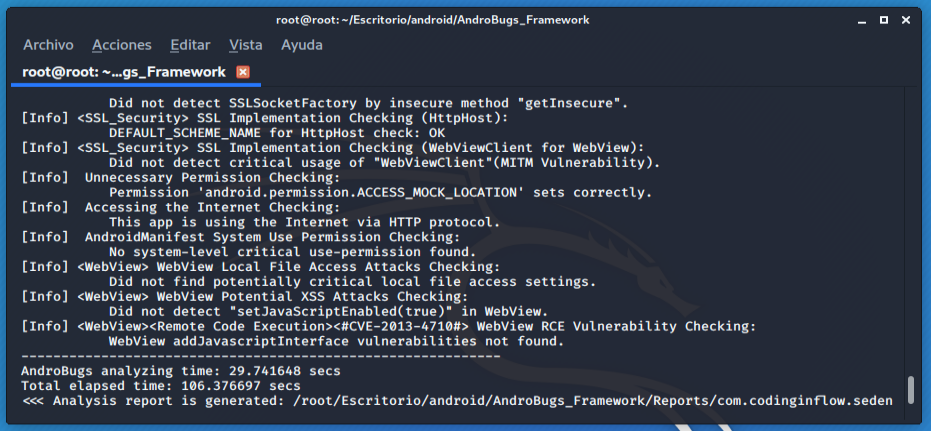 root@root: ~/Escritorio/android/AndroBugs_Framework
Archivo Acciones Editar Vista Ayuda
root@root: ~...gs_Framework
Did not detect SSLSocketFactory by insecure method "getInsecure".
[Info] <SSL_Security> SSL Implementation Checking (HttpHost):
DEFAULT_SCHEME_NAME for HttpHost check: OK
[Info] <SSL_Security> SSL Implementation Checking (WebViewClient for WebView):
Did not detect critical usage of "WebViewClient"(MITM Vulnerability).
[Info] Unnecessary Permission Checking:
Permission 'android.permission.ACCESS_MOCK_LOCATION' sets correctly.
[Info] Accessing the Internet Checking:
This app is using the Internet via HTTP protocol.
[Info] AndroidManifest System Use Permission Checking:
No system-level critical use-permission found.
[Info] <WebView> WebView Local File Access Attacks Checking:
Did not find potentially critical local file access settings.
[Info] <WebView> WebView Potential XSS Attacks Checking:
Did not detect "setJavaScriptEnabled(true)" in WebView.
[Info] <WebView><Remote Code Execution><#CVE-2013-4710#> WebView RCE Vulnerability Checking:
WebView addJavascriptInterface vulnerabilities not found.
------------------------------------------------------------
AndroBugs analyzing time: 29.741648 secs
Total elapsed time: 106.376697 secs
<<< Analysis report is generated: /root/Escritorio/android/AndroBugs_Framework/Reports/com.codinginflow.seden